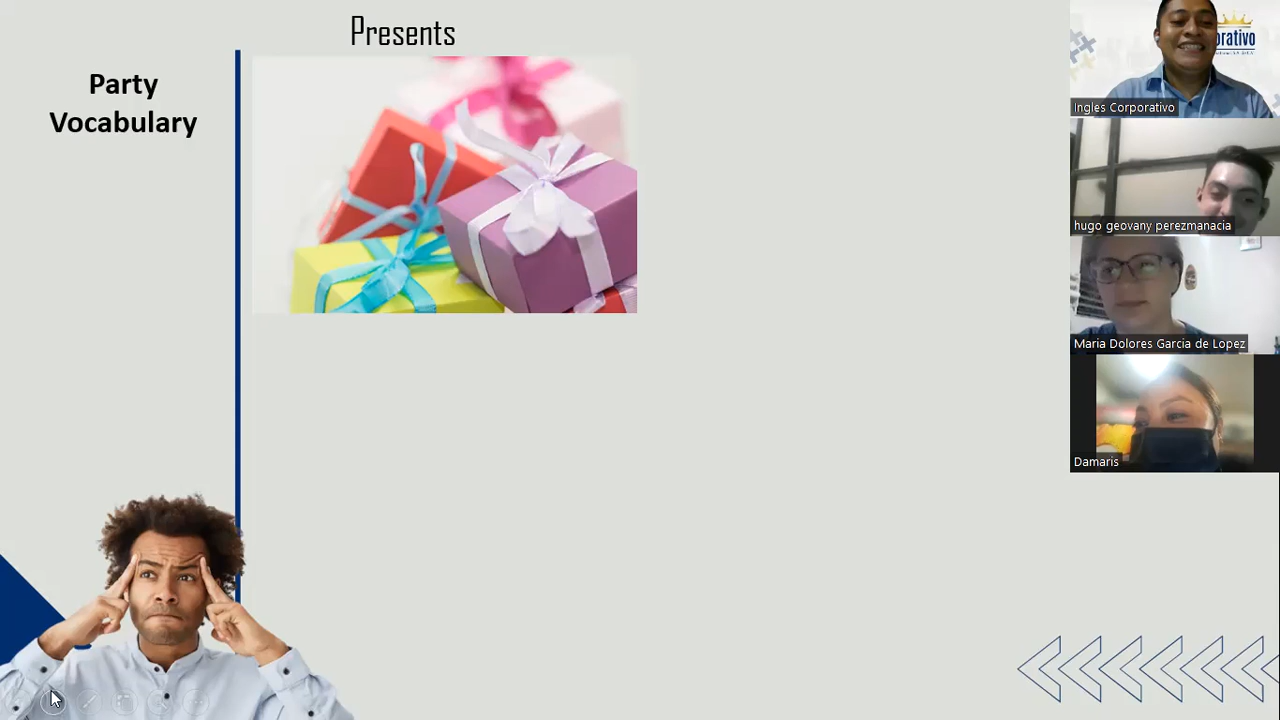 Presents
Party
Vocabulary
orativo
Ingles Corporativo
hugo geovany perezmanacia
Maria Dolores Garcia de Lopez
Damaris